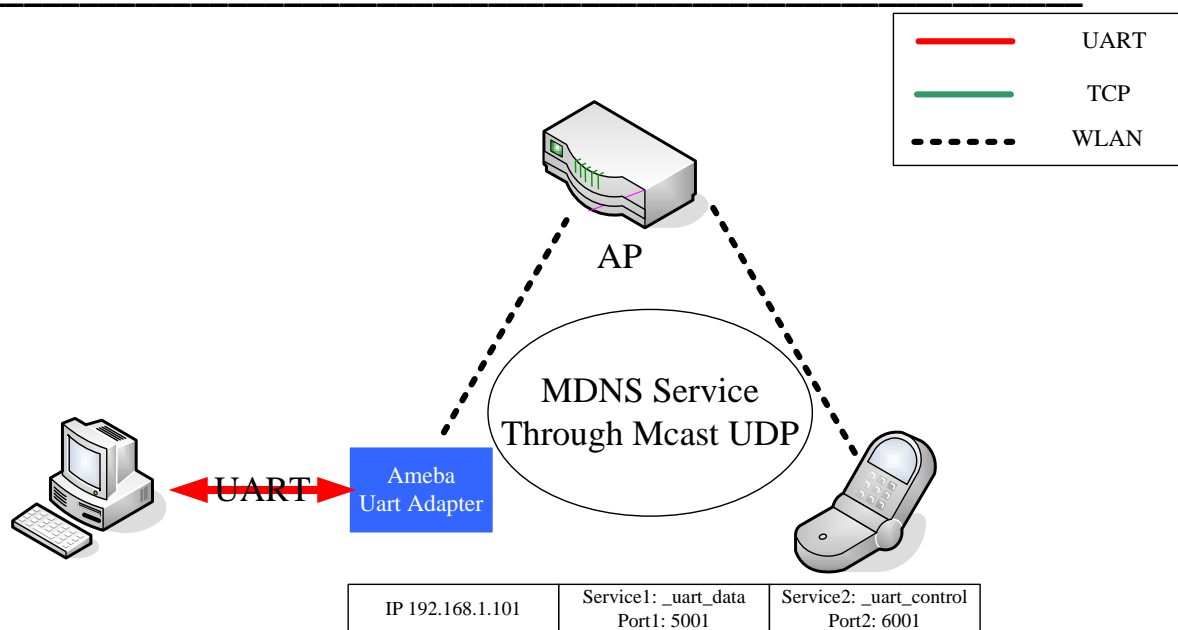 UART
TCP
WLAN
AP
MDNS Service
Through Mcast UDP
UART
Ameba
Uart Adapter
IP 192.168.1.101
Service1: _uart_data
Port1: 5001
Service2: _uart_control
Port2: 6001